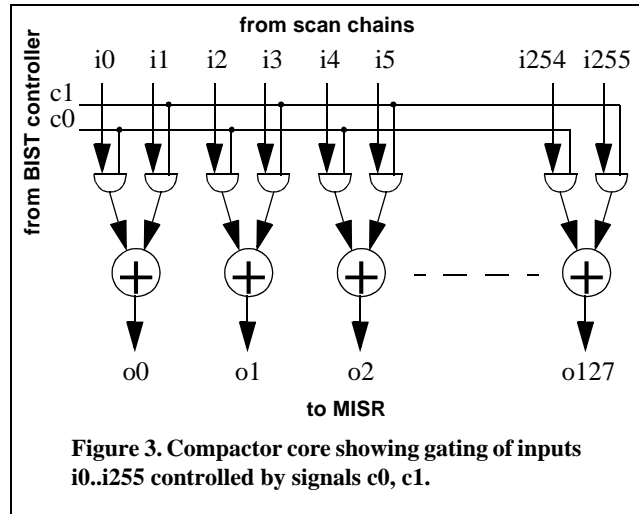 from scan chains
i0 i1 i2 i3 i4 i5 i254 i255
c1
c0
from BIST controller
o0 o1 o2 o127
to MISR
Figure 3. Compactor core showing gating of inputs
i0..i255 controlled by signals c0, c1.